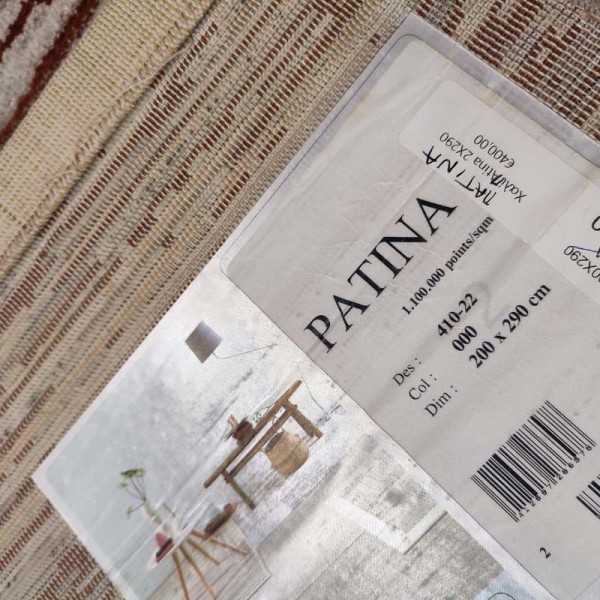 Χαλί Patina 2X290
€400,00
ΠΑΤΙΝΑ
PATINA
1.100.000 points/sqm
Des : 410-22
Col : 000
Dim : 200 x 290 cm
2